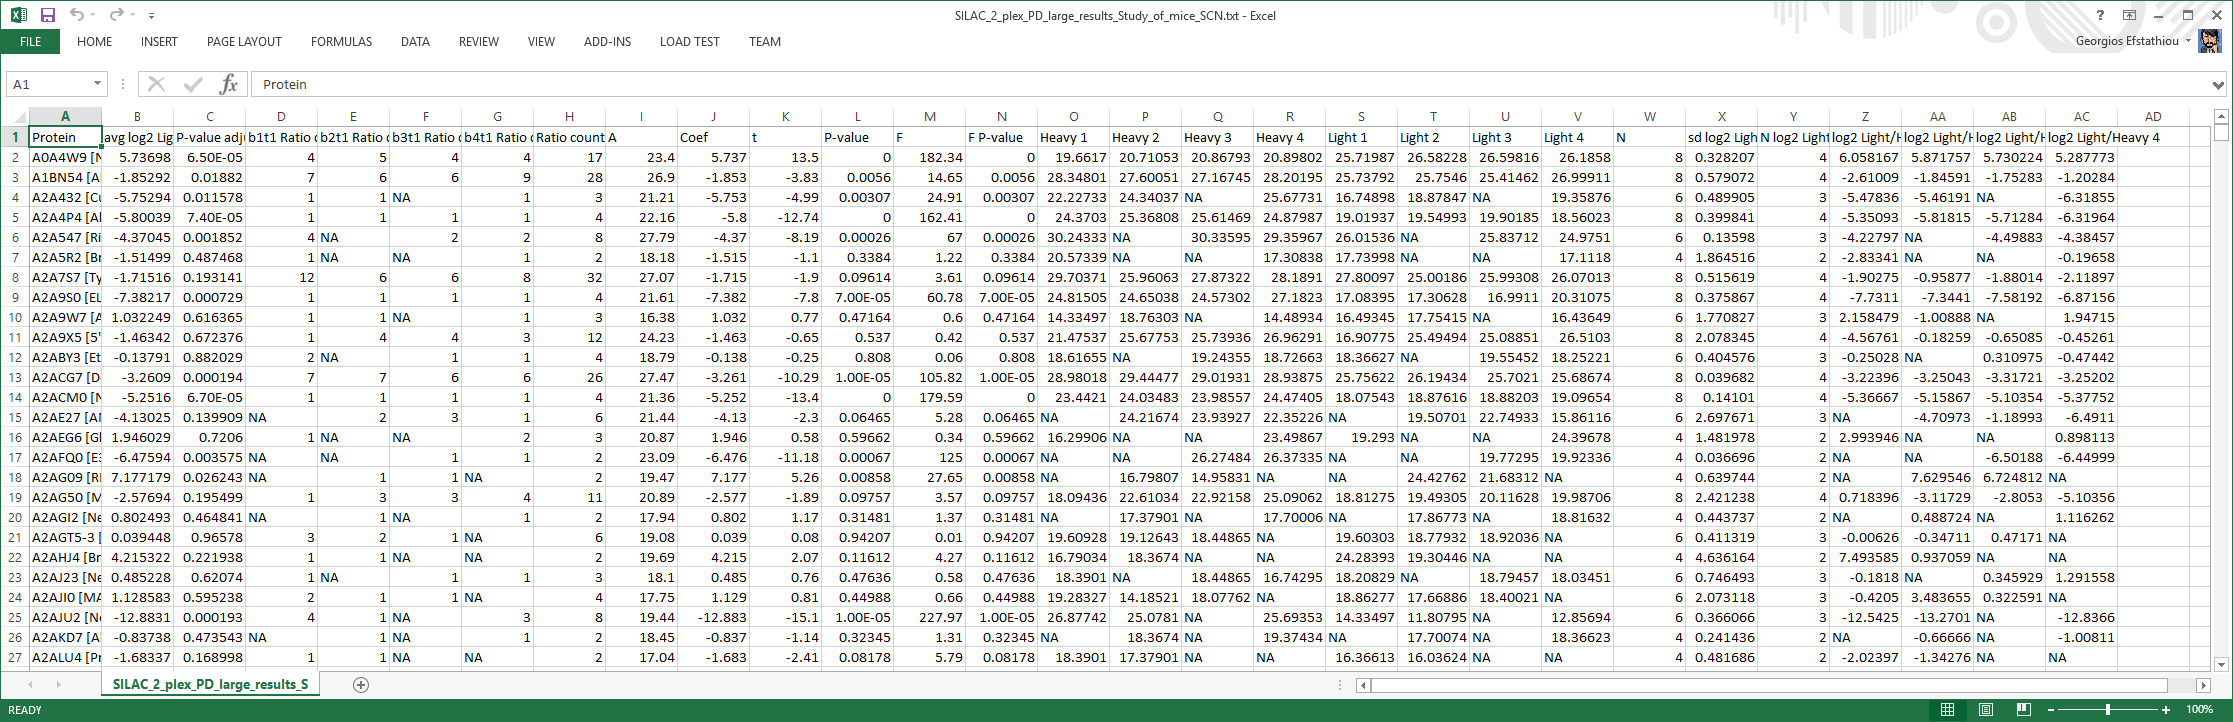 SILAC_2_plex_PD_large_results_Study_of_mice_SCN.txt - Excel
FILE HOME INSERT PAGE LAYOUT FORMULAS DATA REVIEW VIEW ADD-INS LOAD TEST TEAM Georgios Efstathiou
A1 fx Protein
A B C D E F G H I J K L M N O P Q R S T U V W X Y Z AA AB AC AD
1 Protein avg log2 Lig P-value adju b1t1 Ratio c b2t1 Ratio c b3t1 Ratio c b4t1 Ratio c Ratio count A Coef t P-value F F P-value Heavy 1 Heavy 2 Heavy 3 Heavy 4 Light 1 Light 2 Light 3 Light 4 N sd log2 Light N log2 Light log2 Light/H log2 Light/H log2 Light/H log2 Light/Heavy 4
2 A0A4W9 [N 5.73698 6.50E-05 4 5 4 4 17 23.4 5.737 13.5 0 182.34 0 19.6617 20.71053 20.86793 20.89802 25.71987 26.58228 26.59816 26.1858 8 0.328207 4 6.058167 5.871757 5.730224 5.287773
3 A1BN54 [Al -1.85292 0.01882 7 6 6 9 28 26.9 -1.853 -3.83 0.0056 14.65 0.0056 28.34801 27.60051 27.16745 28.20195 25.73792 25.7546 25.41462 26.99911 8 0.579072 4 -2.61009 -1.84591 -1.75283 -1.20284
4 A2A432 [Cu -5.75294 0.011578 1 1 NA 1 3 21.21 -5.753 -4.99 0.00307 24.91 0.00307 22.22733 24.34037 NA 25.67731 16.74898 18.87847 NA 19.35876 6 0.489905 3 -5.47836 -5.46191 NA -6.31855
5 A2A4P4 [Al -5.80039 7.40E-05 1 1 1 1 4 22.16 -5.8 -12.74 0 162.41 0 24.3703 25.36808 25.61469 24.87987 19.01937 19.54993 19.90185 18.56023 8 0.399841 4 -5.35093 -5.81815 -5.71284 -6.31964
6 A2A547 [Ri -4.37045 0.001852 4 NA 2 2 8 27.79 -4.37 -8.19 0.00026 67 0.00026 30.24333 NA 30.33595 29.35967 26.01536 NA 25.83712 24.9751 6 0.13598 3 -4.22797 NA -4.49883 -4.38457
7 A2A5R2 [Br -1.51499 0.487468 1 NA NA 1 2 18.18 -1.515 -1.1 0.3384 1.22 0.3384 20.57339 NA NA 17.30838 17.73998 NA NA 17.1118 4 1.864516 2 -2.83341 NA NA -0.19658
8 A2A7S7 [Ty -1.71516 0.193141 12 6 6 8 32 27.07 -1.715 -1.9 0.09614 3.61 0.09614 29.70371 25.96063 27.87322 28.1891 27.80097 25.00186 25.99308 26.07013 8 0.515619 4 -1.90275 -0.95877 -1.88014 -2.11897
9 A2A9S0 [EL -7.38217 0.000729 1 1 1 1 4 21.61 -7.382 -7.8 7.00E-05 60.78 7.00E-05 24.81505 24.65038 24.57302 27.1823 17.08395 17.30628 16.9911 20.31075 8 0.375867 4 -7.7311 -7.3441 -7.58192 -6.87156
10 A2A9W7 [A 1.032249 0.616365 1 1 NA 1 3 16.38 1.032 0.77 0.47164 0.6 0.47164 14.33497 18.76303 NA 14.48934 16.49345 17.75415 NA 16.43649 6 1.770827 3 2.158479 -1.00888 NA 1.94715
11 A2A9X5 [5' -1.46342 0.672376 1 4 4 3 12 24.23 -1.463 -0.65 0.537 0.42 0.537 21.47537 25.67753 25.73936 26.96291 16.90775 25.49494 25.08851 26.5103 8 2.078345 4 -4.56761 -0.18259 -0.65085 -0.45261
12 A2ABY3 [Et -0.13791 0.882029 2 NA 1 1 4 18.79 -0.138 -0.25 0.808 0.06 0.808 18.61655 NA 19.24355 18.72663 18.36627 NA 19.55452 18.25221 6 0.404576 3 -0.25028 NA 0.310975 -0.47442
13 A2ACG7 [D -3.2609 0.000194 7 7 6 6 26 27.47 -3.261 -10.29 1.00E-05 105.82 1.00E-05 28.98018 29.44477 29.01931 28.93875 25.75622 26.19434 25.7021 25.68674 8 0.039682 4 -3.22396 -3.25043 -3.31721 -3.25202
14 A2ACM0 [N -5.2516 6.70E-05 1 1 1 1 4 21.36 -5.252 -13.4 0 179.59 0 23.4421 24.03483 23.98557 24.47405 18.07543 18.87616 18.88203 19.09654 8 0.14101 4 -5.36667 -5.15867 -5.10354 -5.37752
15 A2AE27 [AI -4.13025 0.139909 NA 2 3 1 6 21.44 -4.13 -2.3 0.06465 5.28 0.06465 NA 24.21674 23.93927 22.35226 NA 19.50701 22.74933 15.86116 6 2.697671 3 NA -4.70973 -1.18993 -6.4911
16 A2AEG6 [Gl 1.946029 0.7206 1 NA NA 2 3 20.87 1.946 0.58 0.59662 0.34 0.59662 16.29906 NA NA 23.49867 19.293 NA NA 24.39678 4 1.481978 2 2.993946 NA NA 0.898113
17 A2AFQ0 [E3 -6.47594 0.003575 NA NA 1 1 2 23.09 -6.476 -11.18 0.00067 125 0.00067 NA NA 26.27484 26.37335 NA NA 19.77295 19.92336 4 0.036696 2 NA NA -6.50188 -6.44999
18 A2AG09 [RI 7.177179 0.026243 NA 1 1 NA 2 19.47 7.177 5.26 0.00858 27.65 0.00858 NA 16.79807 14.95831 NA NA 24.42762 21.68312 NA 4 0.639744 2 NA 7.629546 6.724812 NA
19 A2AG50 [M -2.57694 0.195499 1 3 3 4 11 20.89 -2.577 -1.89 0.09757 3.57 0.09757 18.09436 22.61034 22.92158 25.09062 18.81275 19.49305 20.11628 19.98706 8 2.421238 4 0.718396 -3.11729 -2.8053 -5.10356
20 A2AGI2 [Ne 0.802493 0.464841 NA 1 NA 1 2 17.94 0.802 1.17 0.31481 1.37 0.31481 NA 17.37901 NA 17.70006 NA 17.86773 NA 18.81632 4 0.443737 2 NA 0.488724 NA 1.116262
21 A2AGT5-3 [ 0.039448 0.96578 3 2 1 NA 6 19.08 0.039 0.08 0.94207 0.01 0.94207 19.60928 19.12643 18.44865 NA 19.60303 18.77932 18.92036 NA 6 0.411319 3 -0.00626 -0.34711 0.47171 NA
22 A2AHJ4 [Br 4.215322 0.221938 1 1 NA NA 2 19.69 4.215 2.07 0.11612 4.27 0.11612 16.79034 18.3674 NA NA 24.28393 19.30446 NA NA 4 4.636164 2 7.493585 0.937059 NA NA
23 A2AJ23 [Ne 0.485228 0.62074 1 NA 1 1 3 18.1 0.485 0.76 0.47636 0.58 0.47636 18.3901 NA 18.44865 16.74295 18.20829 NA 18.79457 18.03451 6 0.746493 3 -0.1818 NA 0.345929 1.291558
24 A2AJI0 [MA 1.128583 0.595238 2 1 1 NA 4 17.75 1.129 0.81 0.44988 0.66 0.44988 19.28327 14.18521 18.07762 NA 18.86277 17.66886 18.40021 NA 6 2.073118 3 -0.4205 3.483655 0.322591 NA
25 A2AJU2 [Ne -12.8831 0.000193 4 1 NA 3 8 19.44 -12.883 -15.1 1.00E-05 227.97 1.00E-05 26.87742 25.0781 NA 25.69353 14.33497 11.80795 NA 12.85694 6 0.366066 3 -12.5425 -13.2701 NA -12.8366
26 A2AKD7 [A -0.83738 0.473543 NA 1 NA 1 2 18.45 -0.837 -1.14 0.32345 1.31 0.32345 NA 18.3674 NA 19.37434 NA 17.70074 NA 18.36623 4 0.241436 2 NA -0.66666 NA -1.00811
27 A2ALU4 [Pr -1.68337 0.168998 1 1 NA NA 2 17.04 -1.683 -2.41 0.08178 5.79 0.08178 18.3901 17.37901 NA NA 16.36613 16.03624 NA NA 4 0.481686 2 -2.02397 -1.34276 NA NA
SILAC_2_plex_PD_large_results_S
READY 100%